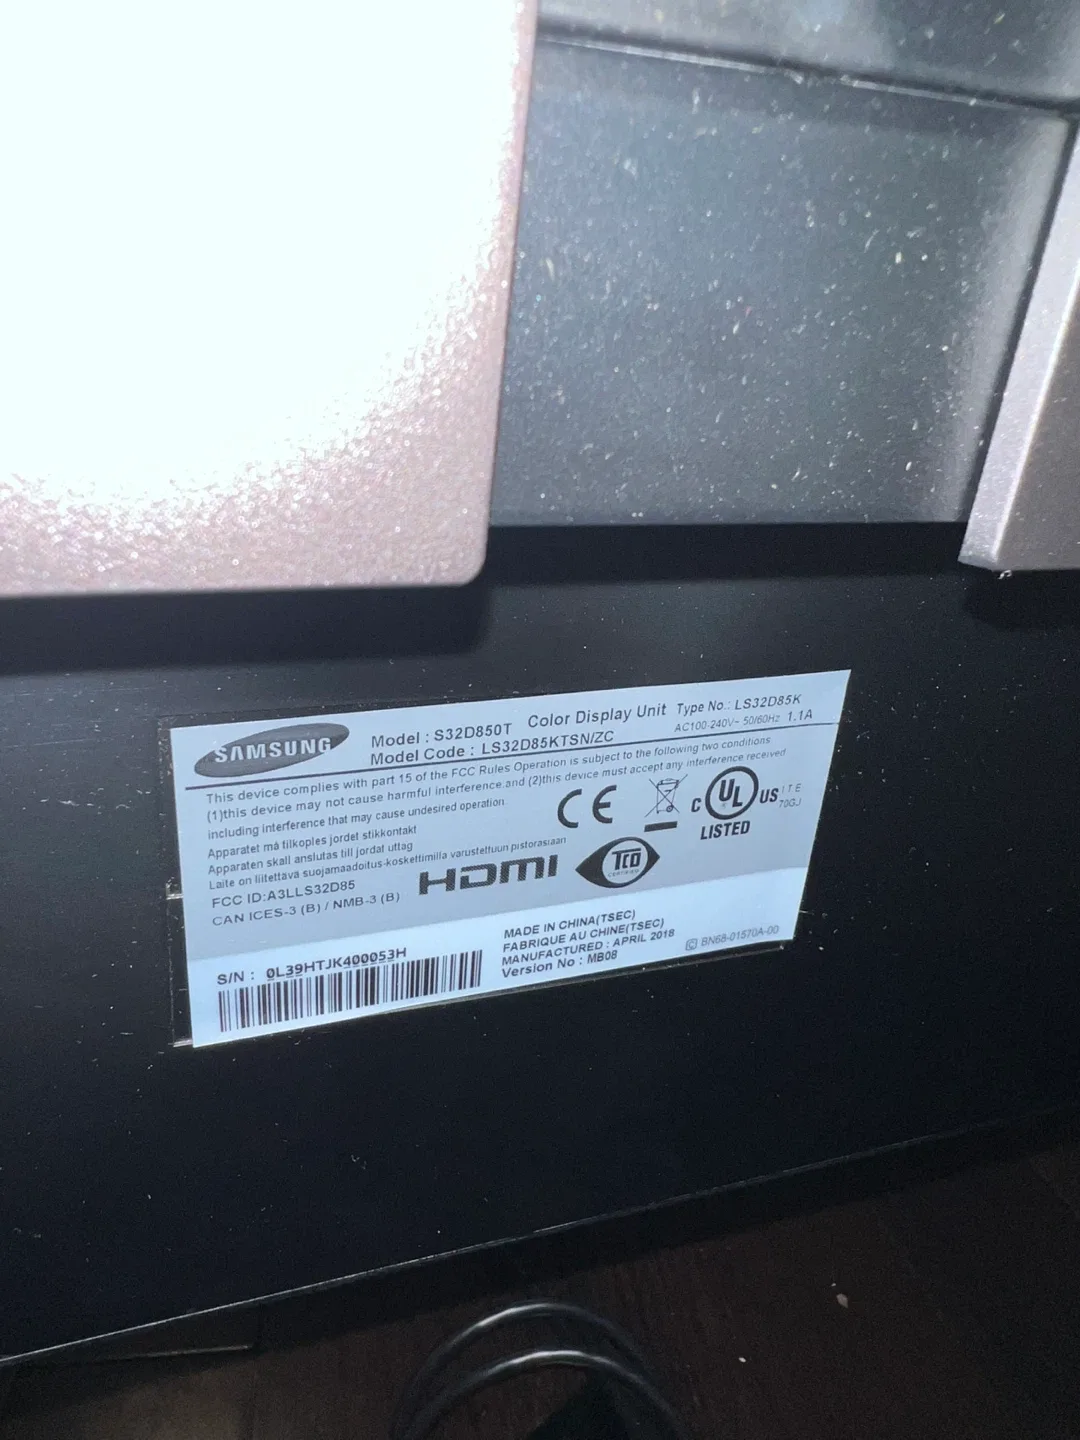 SAMSUNG
Model : S32D850T Color Display Unit Type No.: LS32D85K
Model Code : LS32D85KTSN/ZC AC100-240V~ 50/60Hz 1.1A
This device complies with part 15 of the FCC Rules Operation is subject to the following two conditions
(1)this device may not cause harmful interference.and (2)this device must accept any interference received
including interference that may cause undesired operation
Apparatet må tilkoples jordet stikkontakt
Apparaten skall anslutas till jordat uttag
Laite on liitettävä suojamaadoitus-koskettimilla varustettuun pistorasiaan
FCC ID:A3LLS32D85
CAN ICES-3 (B) / NMB-3 (B)
HDMI
TCO
CERTIFIED
CE
C UL US
LISTED
ITE
70GJ
S/N : 0L39HTJK400053H
MADE IN CHINA(TSEC)
FABRIQUE AU CHINE(TSEC)
MANUFACTURED : APRIL 2018
Version No : MB08
BN68-01570A-00